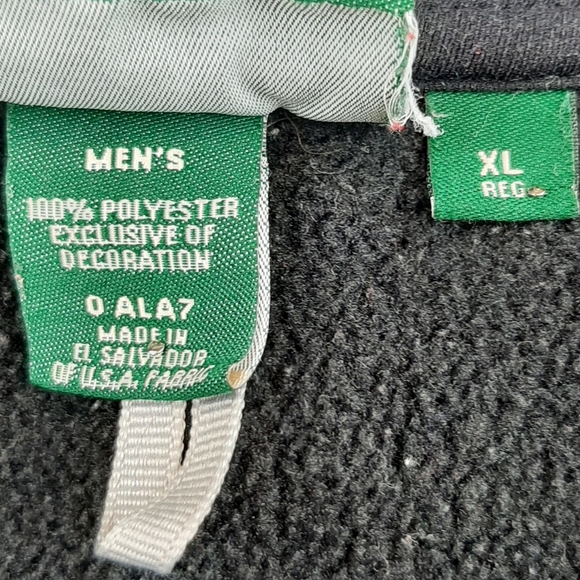 MEN'S
100% POLYESTER
EXCLUSIVE OF
DECORATION
0 ALA7
MADE IN
EL SALVADOR
OF U.S.A. FABRIC
XL
REG.